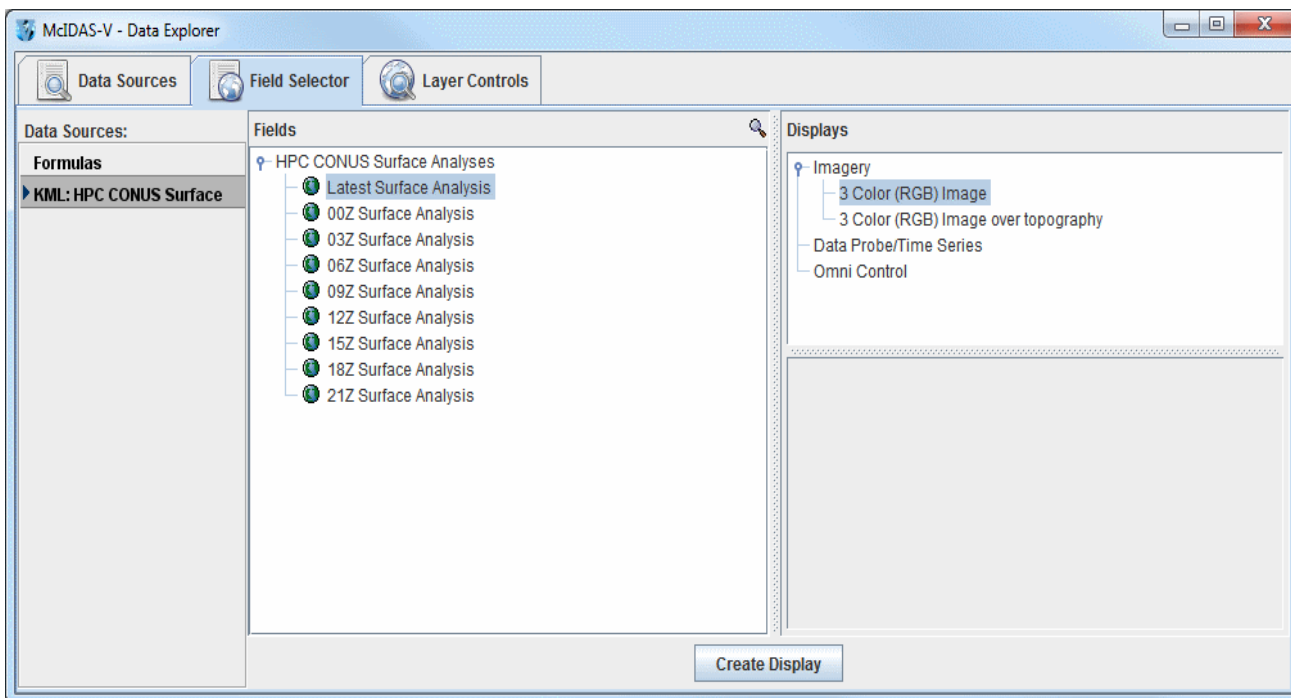 McIDAS-V - Data Explorer
Data Sources
Field Selector
Layer Controls
Data Sources:
Formulas
KML: HPC CONUS Surface
Fields
HPC CONUS Surface Analyses
Latest Surface Analysis
00Z Surface Analysis
03Z Surface Analysis
06Z Surface Analysis
09Z Surface Analysis
12Z Surface Analysis
15Z Surface Analysis
18Z Surface Analysis
21Z Surface Analysis
Displays
Imagery
3 Color (RGB) Image
3 Color (RGB) Image over topography
Data Probe/Time Series
Omni Control
Create Display